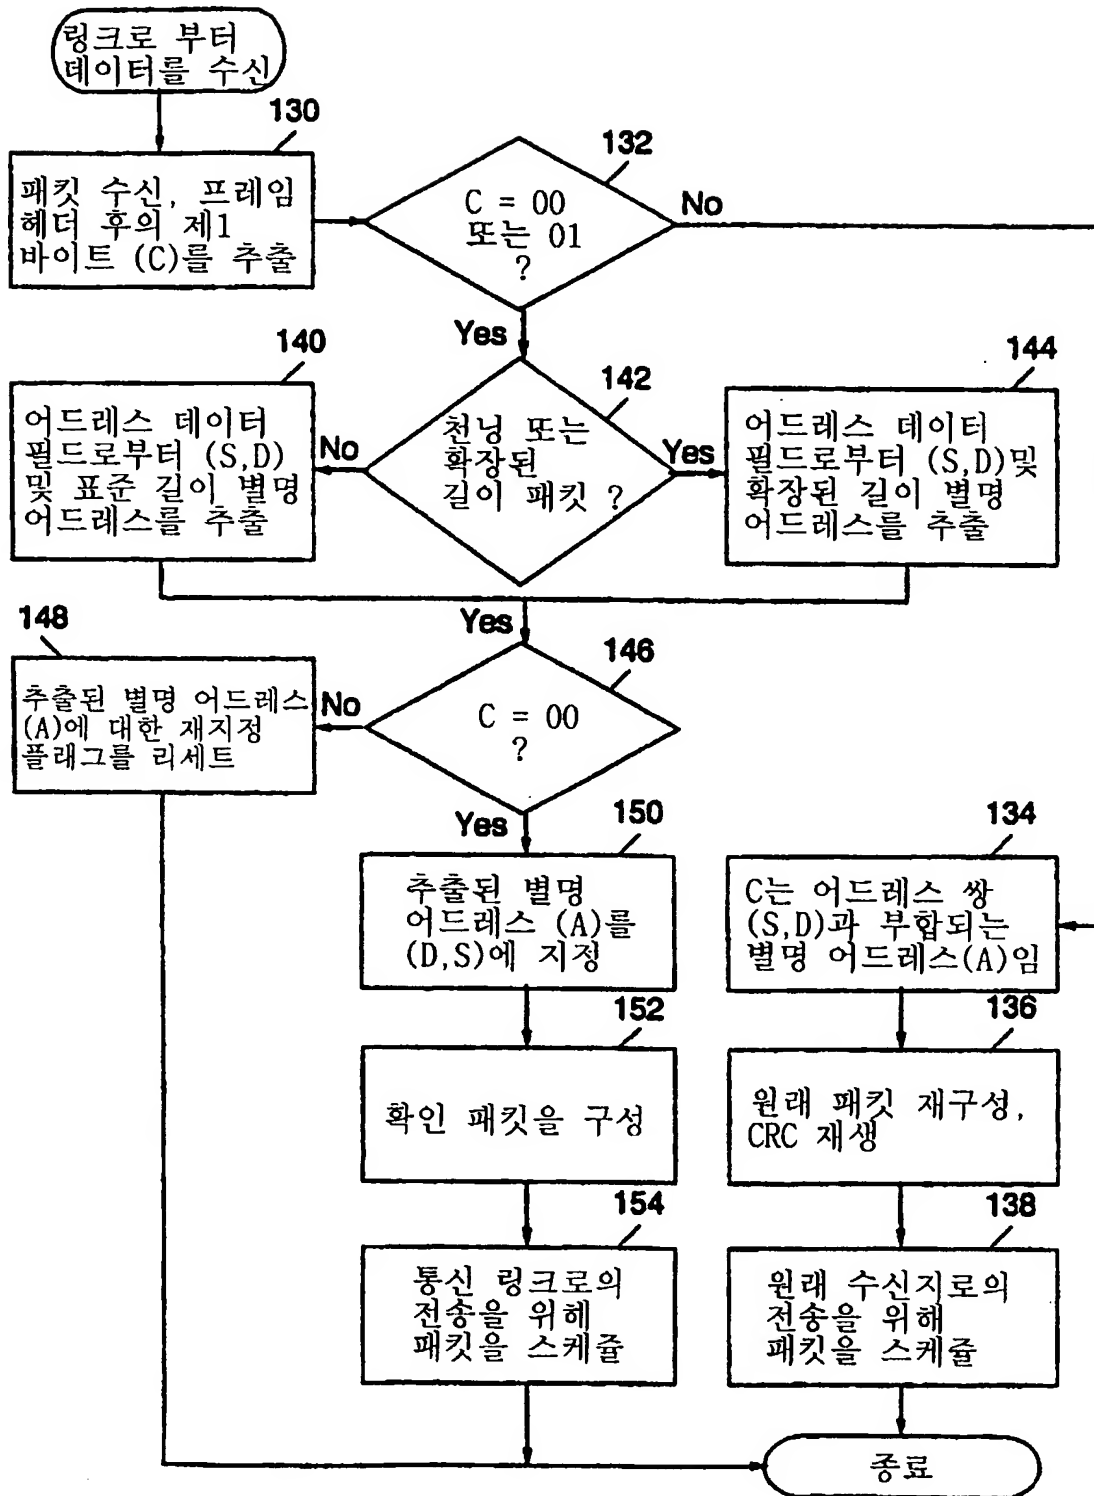 링크로 부터
데이터를 수신
130
패킷 수신, 프레임
헤더 후의 제1
바이트 (C)를 추출
132
C = 00
또는 01
?
No
Yes
140
어드레스 데이터
필드로부터 (S,D)
및 표준 길이 별명
어드레스를 추출
No
142
천닝 또는
확장된
길이 패킷 ?
Yes
144
어드레스 데이터
필드로부터 (S,D)및
확장된 길이 별명
어드레스를 추출
148
추출된 별명 어드레스
(A)에 대한 재지정
플래그를 리세트
No
Yes
146
C = 00
?
Yes
150
추출된 별명
어드레스 (A)를
(D,S)에 지정
134
C는 어드레스 쌍
(S,D)과 부합되는
별명 어드레스(A)임
152
확인 패킷을 구성
136
원래 패킷 재구성,
CRC 재생
154
통신 링크로의
전송을 위해
패킷을 스케쥴
138
원래 수신지로의
전송을 위해
패킷을 스케쥴
종료